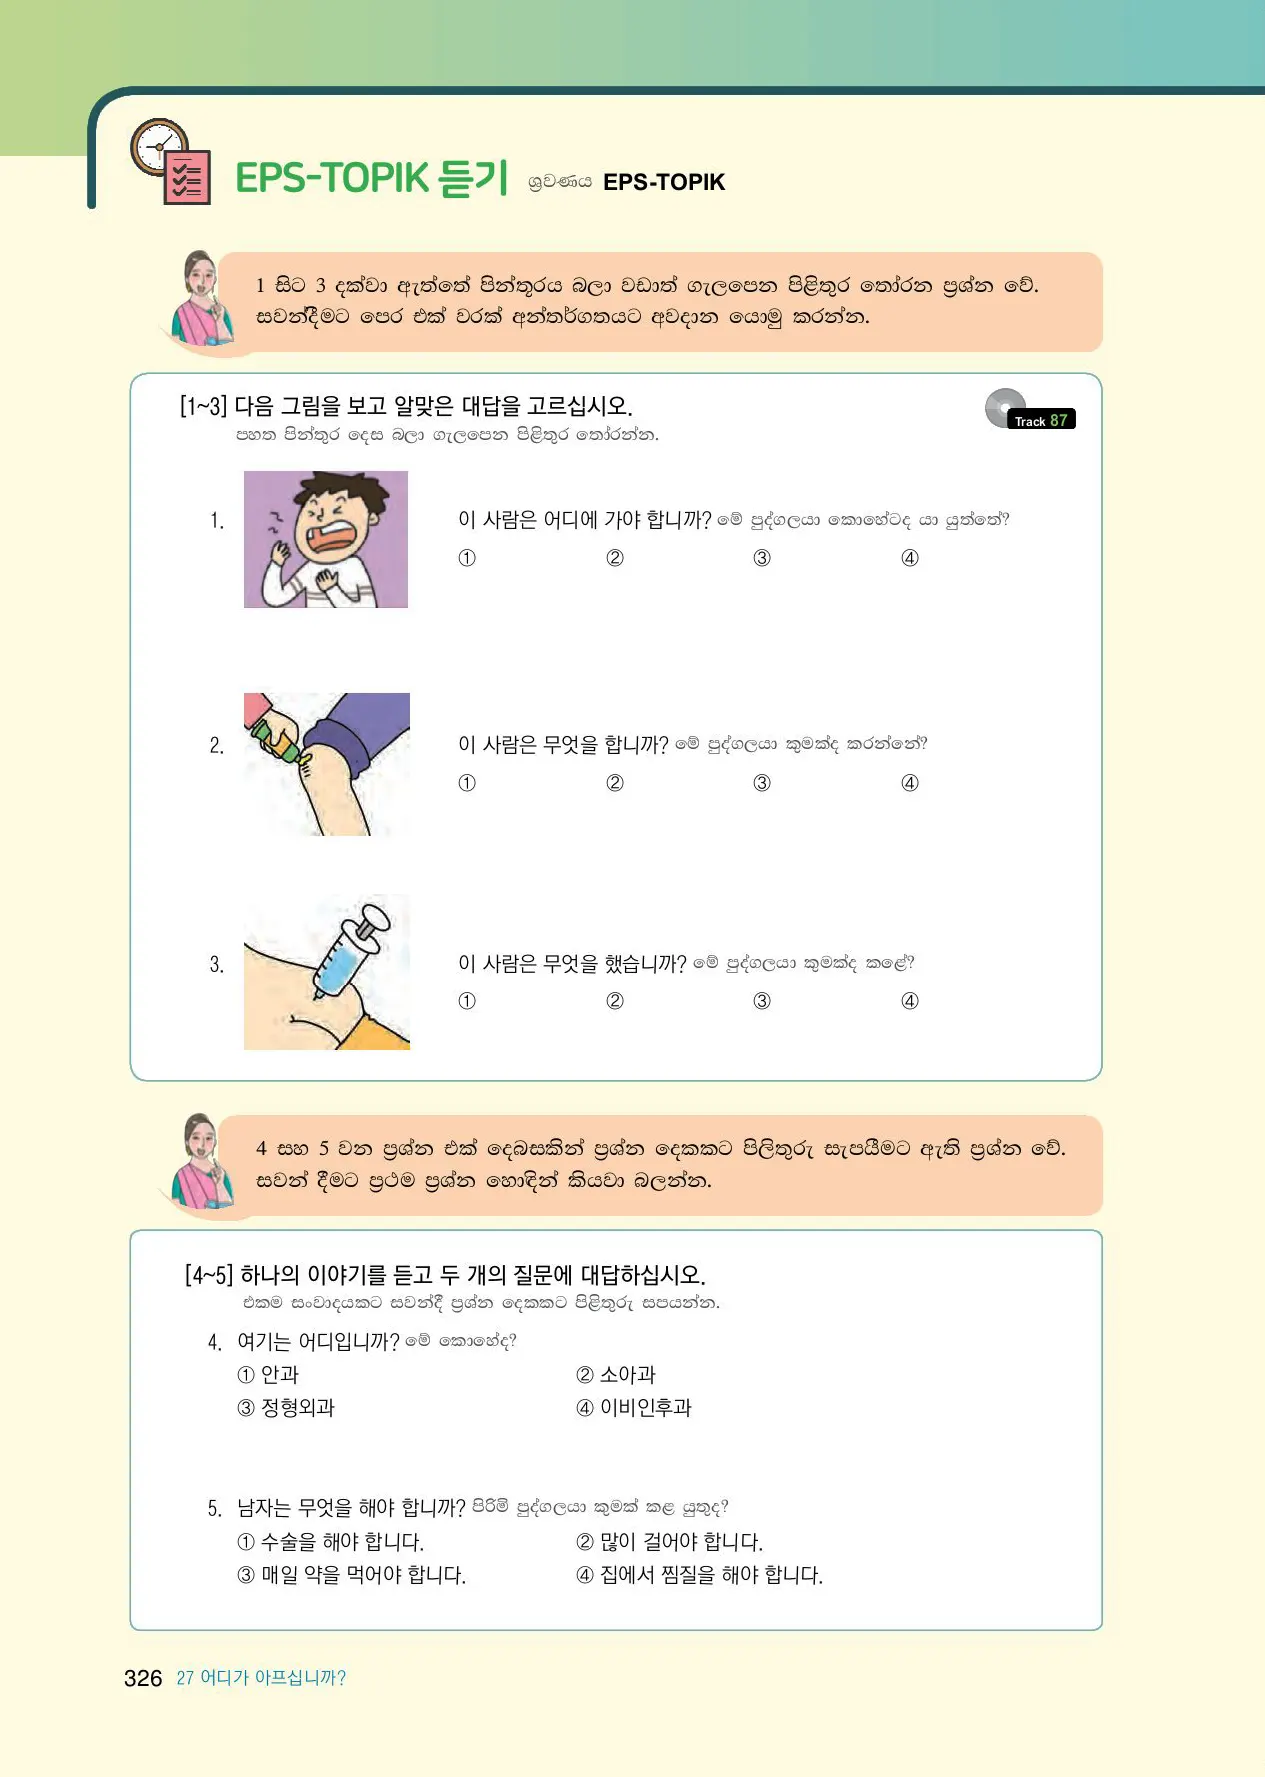 EPS-TOPIK 듣기 ශ්‍රවණය EPS-TOPIK
1 සිට 3 දක්වා ඇත්තේ පින්තූරය බලා වඩාත් ගැලපෙන පිළිතුර තෝරන ප්‍රශ්න වේ.
සවන්දීමට පෙර එක් වරක් අන්තර්ගතයට අවදාන යොමු කරන්න.
[1~3] 다음 그림을 보고 알맞은 대답을 고르십시오.
Track 87
පහත පින්තූර දෙස බලා ගැලපෙන පිළිතුර තෝරන්න.
1. 이 사람은 어디에 가야 합니까? මේ පුද්ගලයා කොහේටද යා යුත්තේ?
① ② ③ ④
2. 이 사람은 무엇을 합니까? මේ පුද්ගලයා කුමක්ද කරන්නේ?
① ② ③ ④
3. 이 사람은 무엇을 했습니까? මේ පුද්ගලයා කුමක්ද කළේ?
① ② ③ ④
4 සහ 5 වන ප්‍රශ්න එක් දෙබසකින් ප්‍රශ්න දෙකකට පිලිතුරු සැපයීමට ඇති ප්‍රශ්න වේ.
සවන් දීමට ප්‍රථම ප්‍රශ්න හොඳින් කියවා බලන්න.
[4~5] 하나의 이야기를 듣고 두 개의 질문에 대답하십시오.
එකම සංවාදයකට සවන්දී ප්‍රශ්න දෙකකට පිළිතුරු සපයන්න.
4. 여기는 어디입니까? මේ කොහේද?
① 안과 ② 소아과
③ 정형외과 ④ 이비인후과
5. 남자는 무엇을 해야 합니까? පිරිමි පුද්ගලයා කුමක් කළ යුතුද?
① 수술을 해야 합니다. ② 많이 걸어야 합니다.
③ 매일 약을 먹어야 합니다. ④ 집에서 찜질을 해야 합니다.
326 27 어디가 아프십니까?